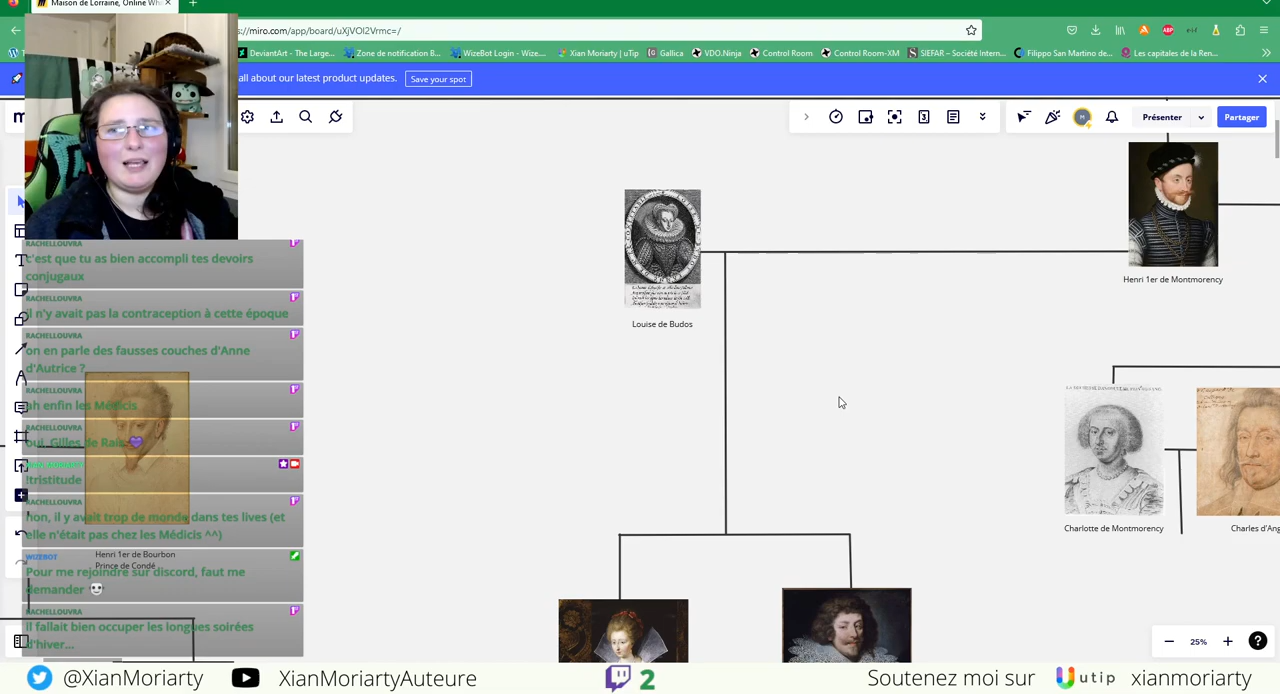 Maison de Lorraine, Online Whi
s://miro.com/app/board/uXjVOl2Vrmc=/
DeviantArt - The Large...
Zone de notification B...
WizeBot Login - Wize....
Xian Moriarty | uTip
Gallica
VDO.Ninja
Control Room
Control Room-XM
SIEFAR – Société Intern...
Filippo San Martino de...
Les capitales de la Ren...
all about our latest product updates.
Save your spot
Présenter
Partager
RACHELLOUVRA
c'est que tu as bien accompli tes devoirs
conjugaux
RACHELLOUVRA
il n'y avait pas la contraception à cette époque
RACHELLOUVRA
on en parle des fausses couches d'Anne
d'Autrice ?
RACHELLOUVRA
ah enfin les Médicis
RACHELLOUVRA
oui, Gilles de Rais 💜
!tristitude
RACHELLOUVRA
non, il y avait trop de monde dans tes lives (et
elle n'était pas chez les Médicis ^^)
WIZEBOT
Pour me rejoindre sur discord, faut me
demander
RACHELLOUVRA
il fallait bien occuper les longues soirées
d'hiver...
Henri 1er de Bourbon
Prince de Condé
Louise de Budos
Henri 1er de Montmorency
Charlotte de Montmorency
Charles d'Ang
25%
@XianMoriarty
XianMoriartyAuteure
2
Soutenez moi sur
utip
xianmoriarty